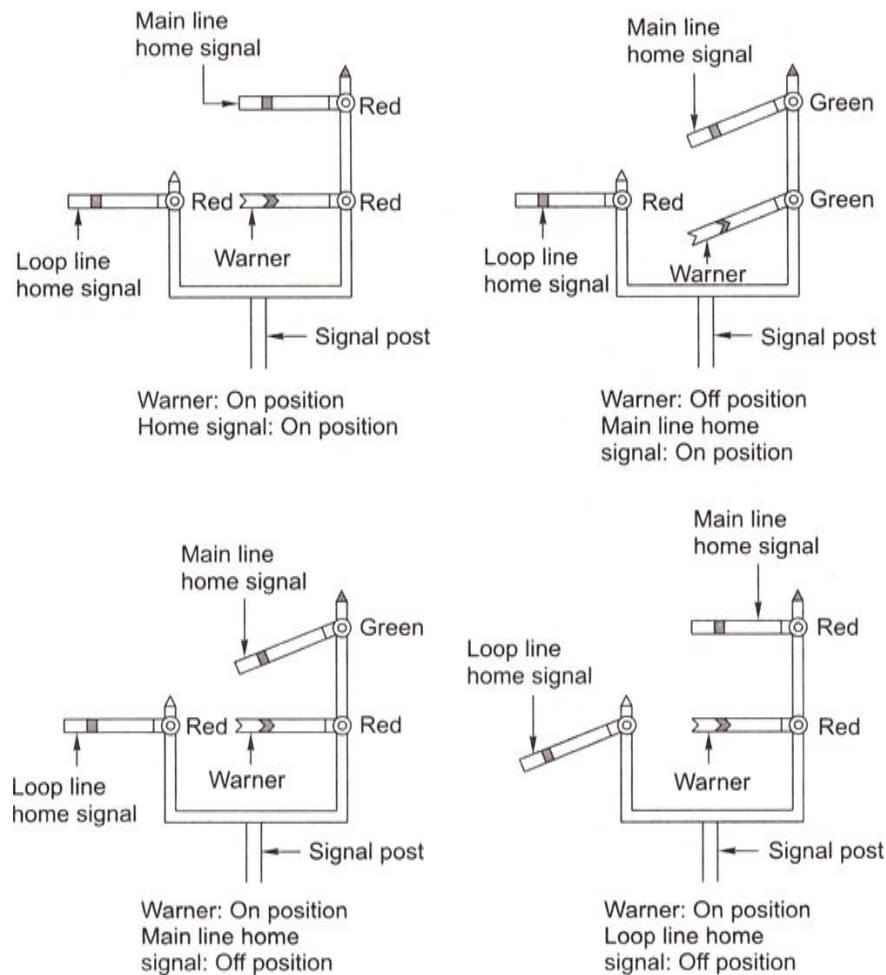 Main line
home signal
Red
Red
Red
Loop line
home signal
Warner
Signal post
Warner: On position
Home signal: On position
Main line
home signal
Green
Red
Green
Loop line
home signal
Warner
Signal post
Warner: Off position
Main line home
signal: On position
Main line
home signal
Green
Red
Red
Loop line
home signal
Warner
Signal post
Warner: On position
Main line home
signal: Off position
Main line
home signal
Red
Loop line
home signal
Red
Warner
Signal post
Warner: On position
Loop line home
signal: Off position